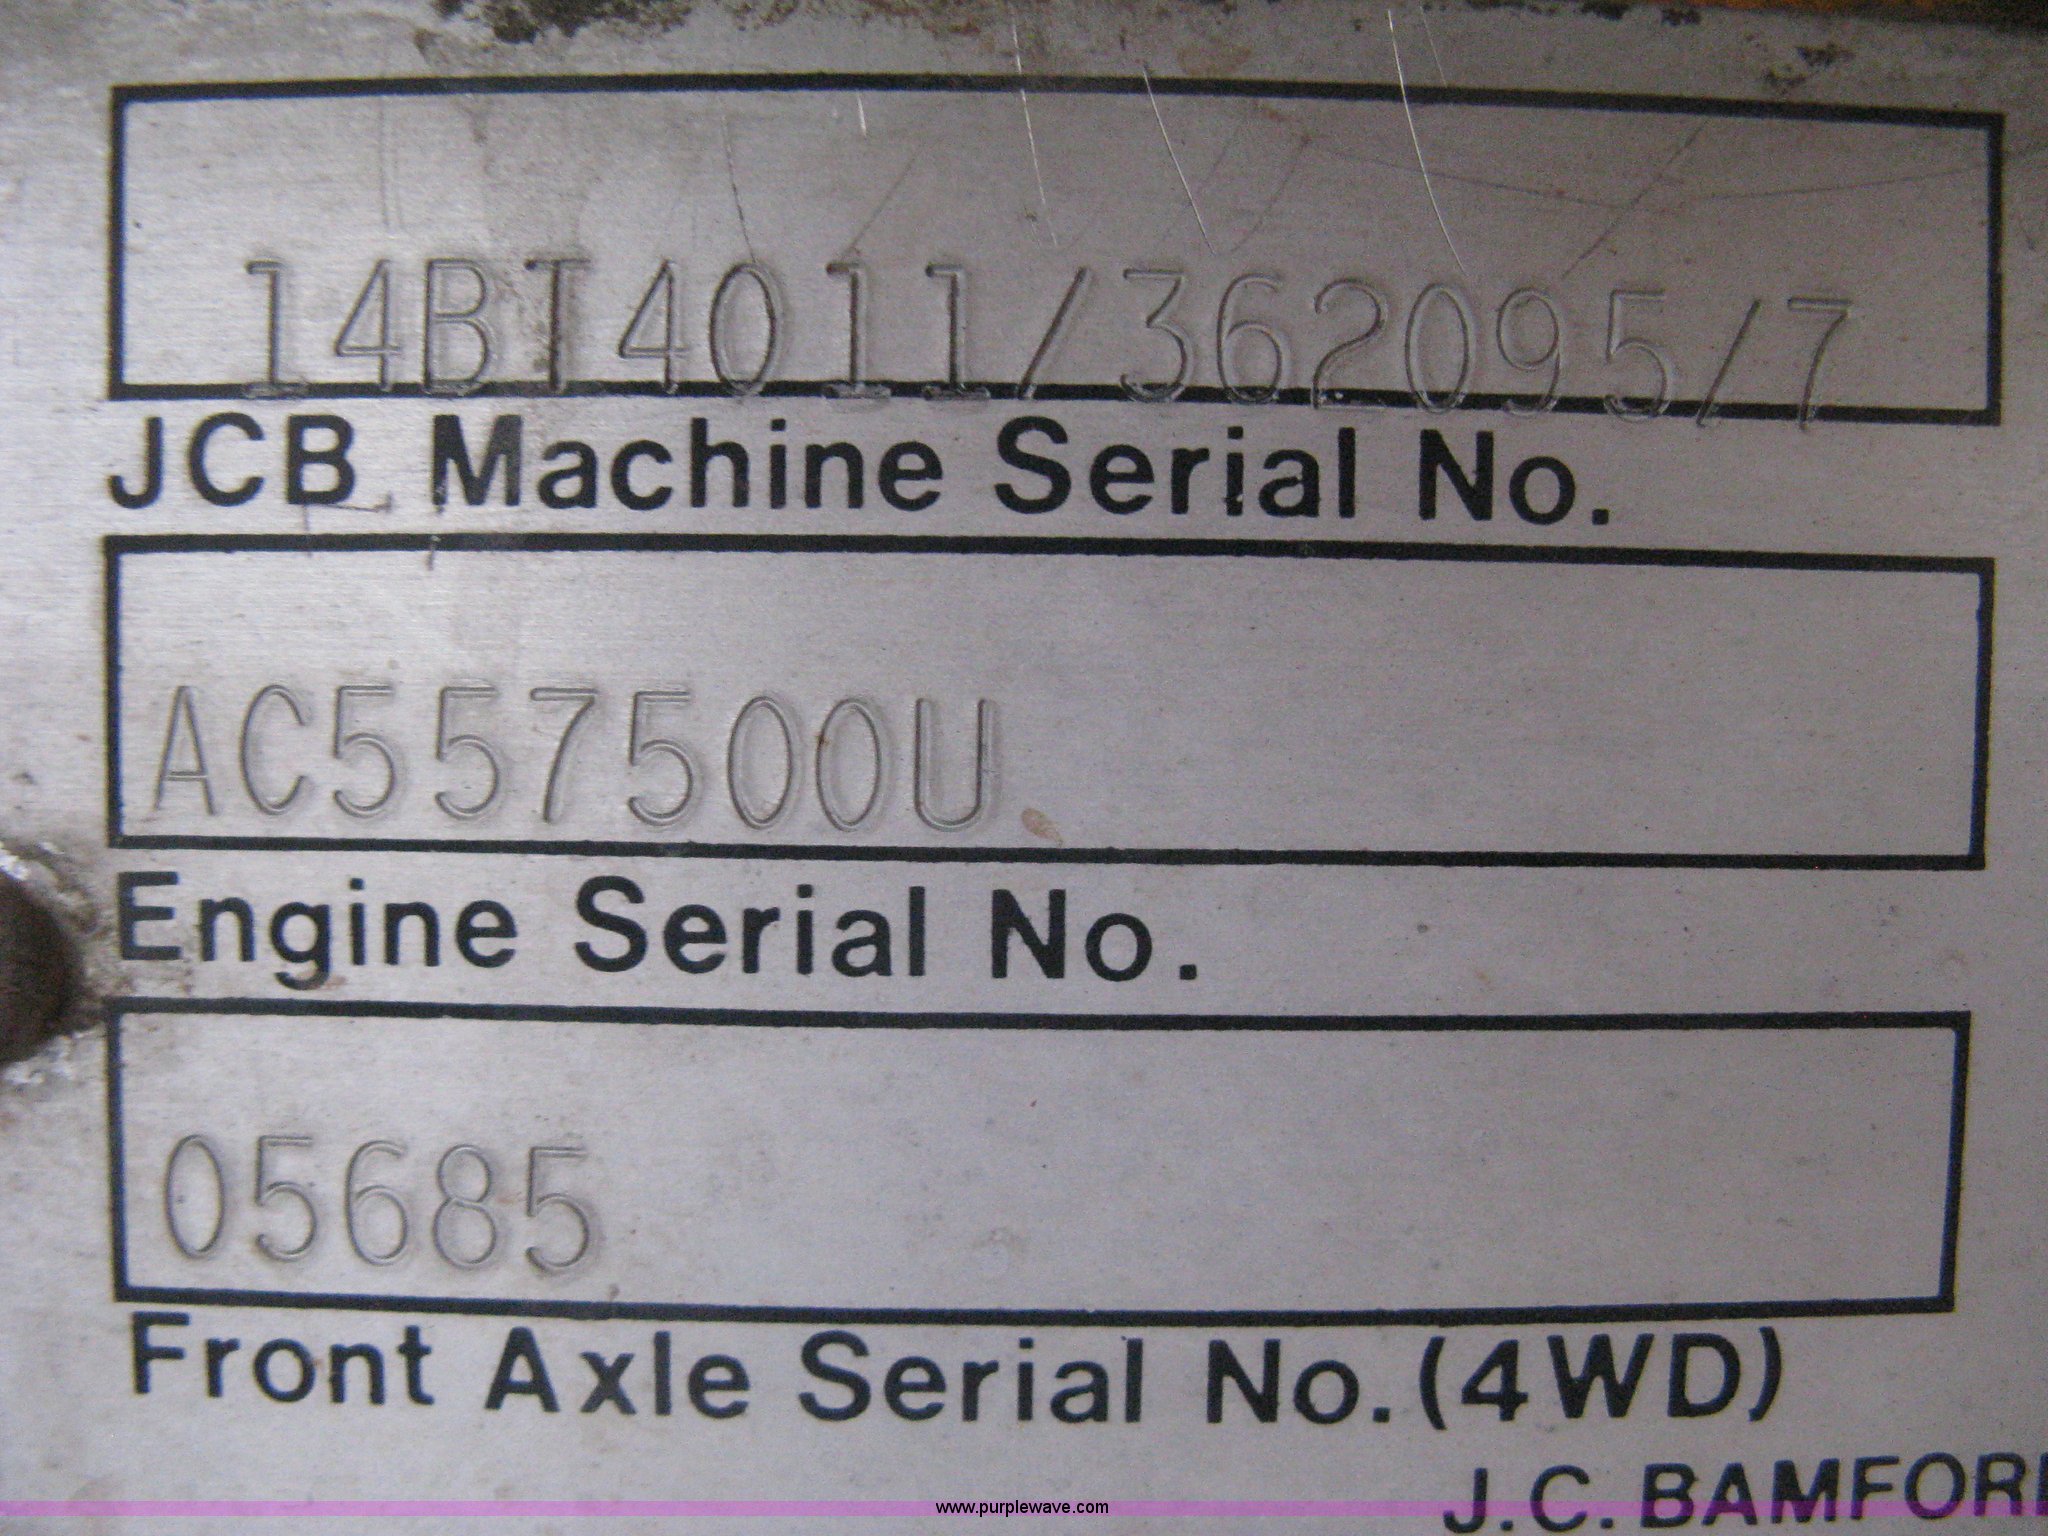 14BT4011/362095/7
JCB Machine Serial No.
AC557500U
Engine Serial No.
05685
Front Axle Serial No.(4WD)
J.C. BAMFOR
www.purplewave.com